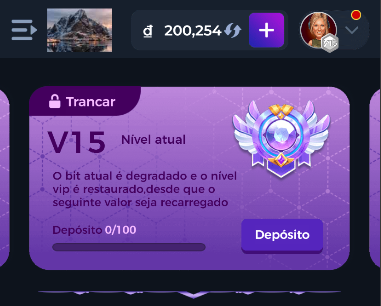 ₫ 200,254
Trancar
V15 Nível atual
O bit atual é degradado e o nível
vip é restaurado,desde que o
seguinte valor seja recarregado
Depósito 0/100
Depósito